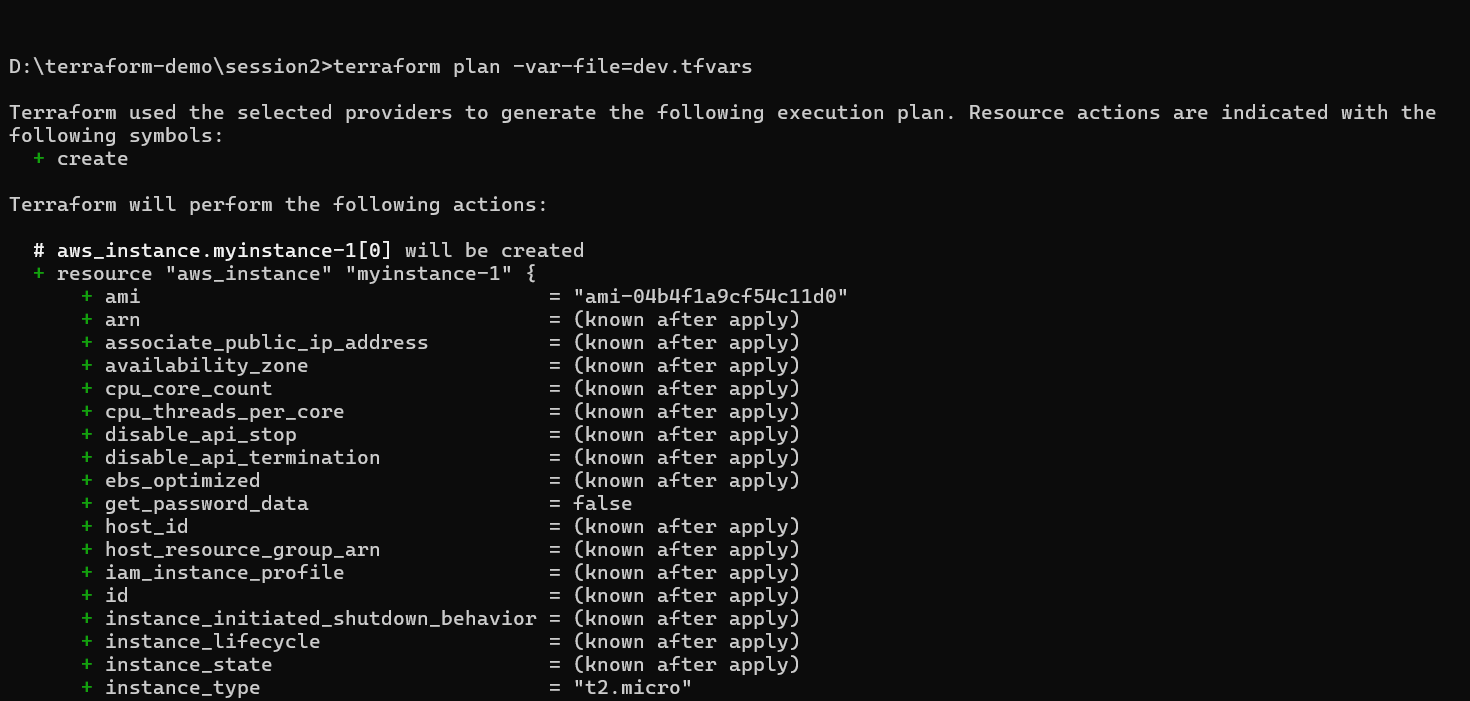 D:\terraform-demo\session2>terraform plan -var-file=dev.tfvars
Terraform used the selected providers to generate the following execution plan. Resource actions are indicated with the
following symbols:
+ create
Terraform will perform the following actions:
# aws_instance.myinstance-1[0] will be created
+ resource "aws_instance" "myinstance-1" {
+ ami = "ami-04b4f1a9cf54c11d0"
+ arn = (known after apply)
+ associate_public_ip_address = (known after apply)
+ availability_zone = (known after apply)
+ cpu_core_count = (known after apply)
+ cpu_threads_per_core = (known after apply)
+ disable_api_stop = (known after apply)
+ disable_api_termination = (known after apply)
+ ebs_optimized = (known after apply)
+ get_password_data = false
+ host_id = (known after apply)
+ host_resource_group_arn = (known after apply)
+ iam_instance_profile = (known after apply)
+ id = (known after apply)
+ instance_initiated_shutdown_behavior = (known after apply)
+ instance_lifecycle = (known after apply)
+ instance_state = (known after apply)
+ instance_type = "t2.micro"